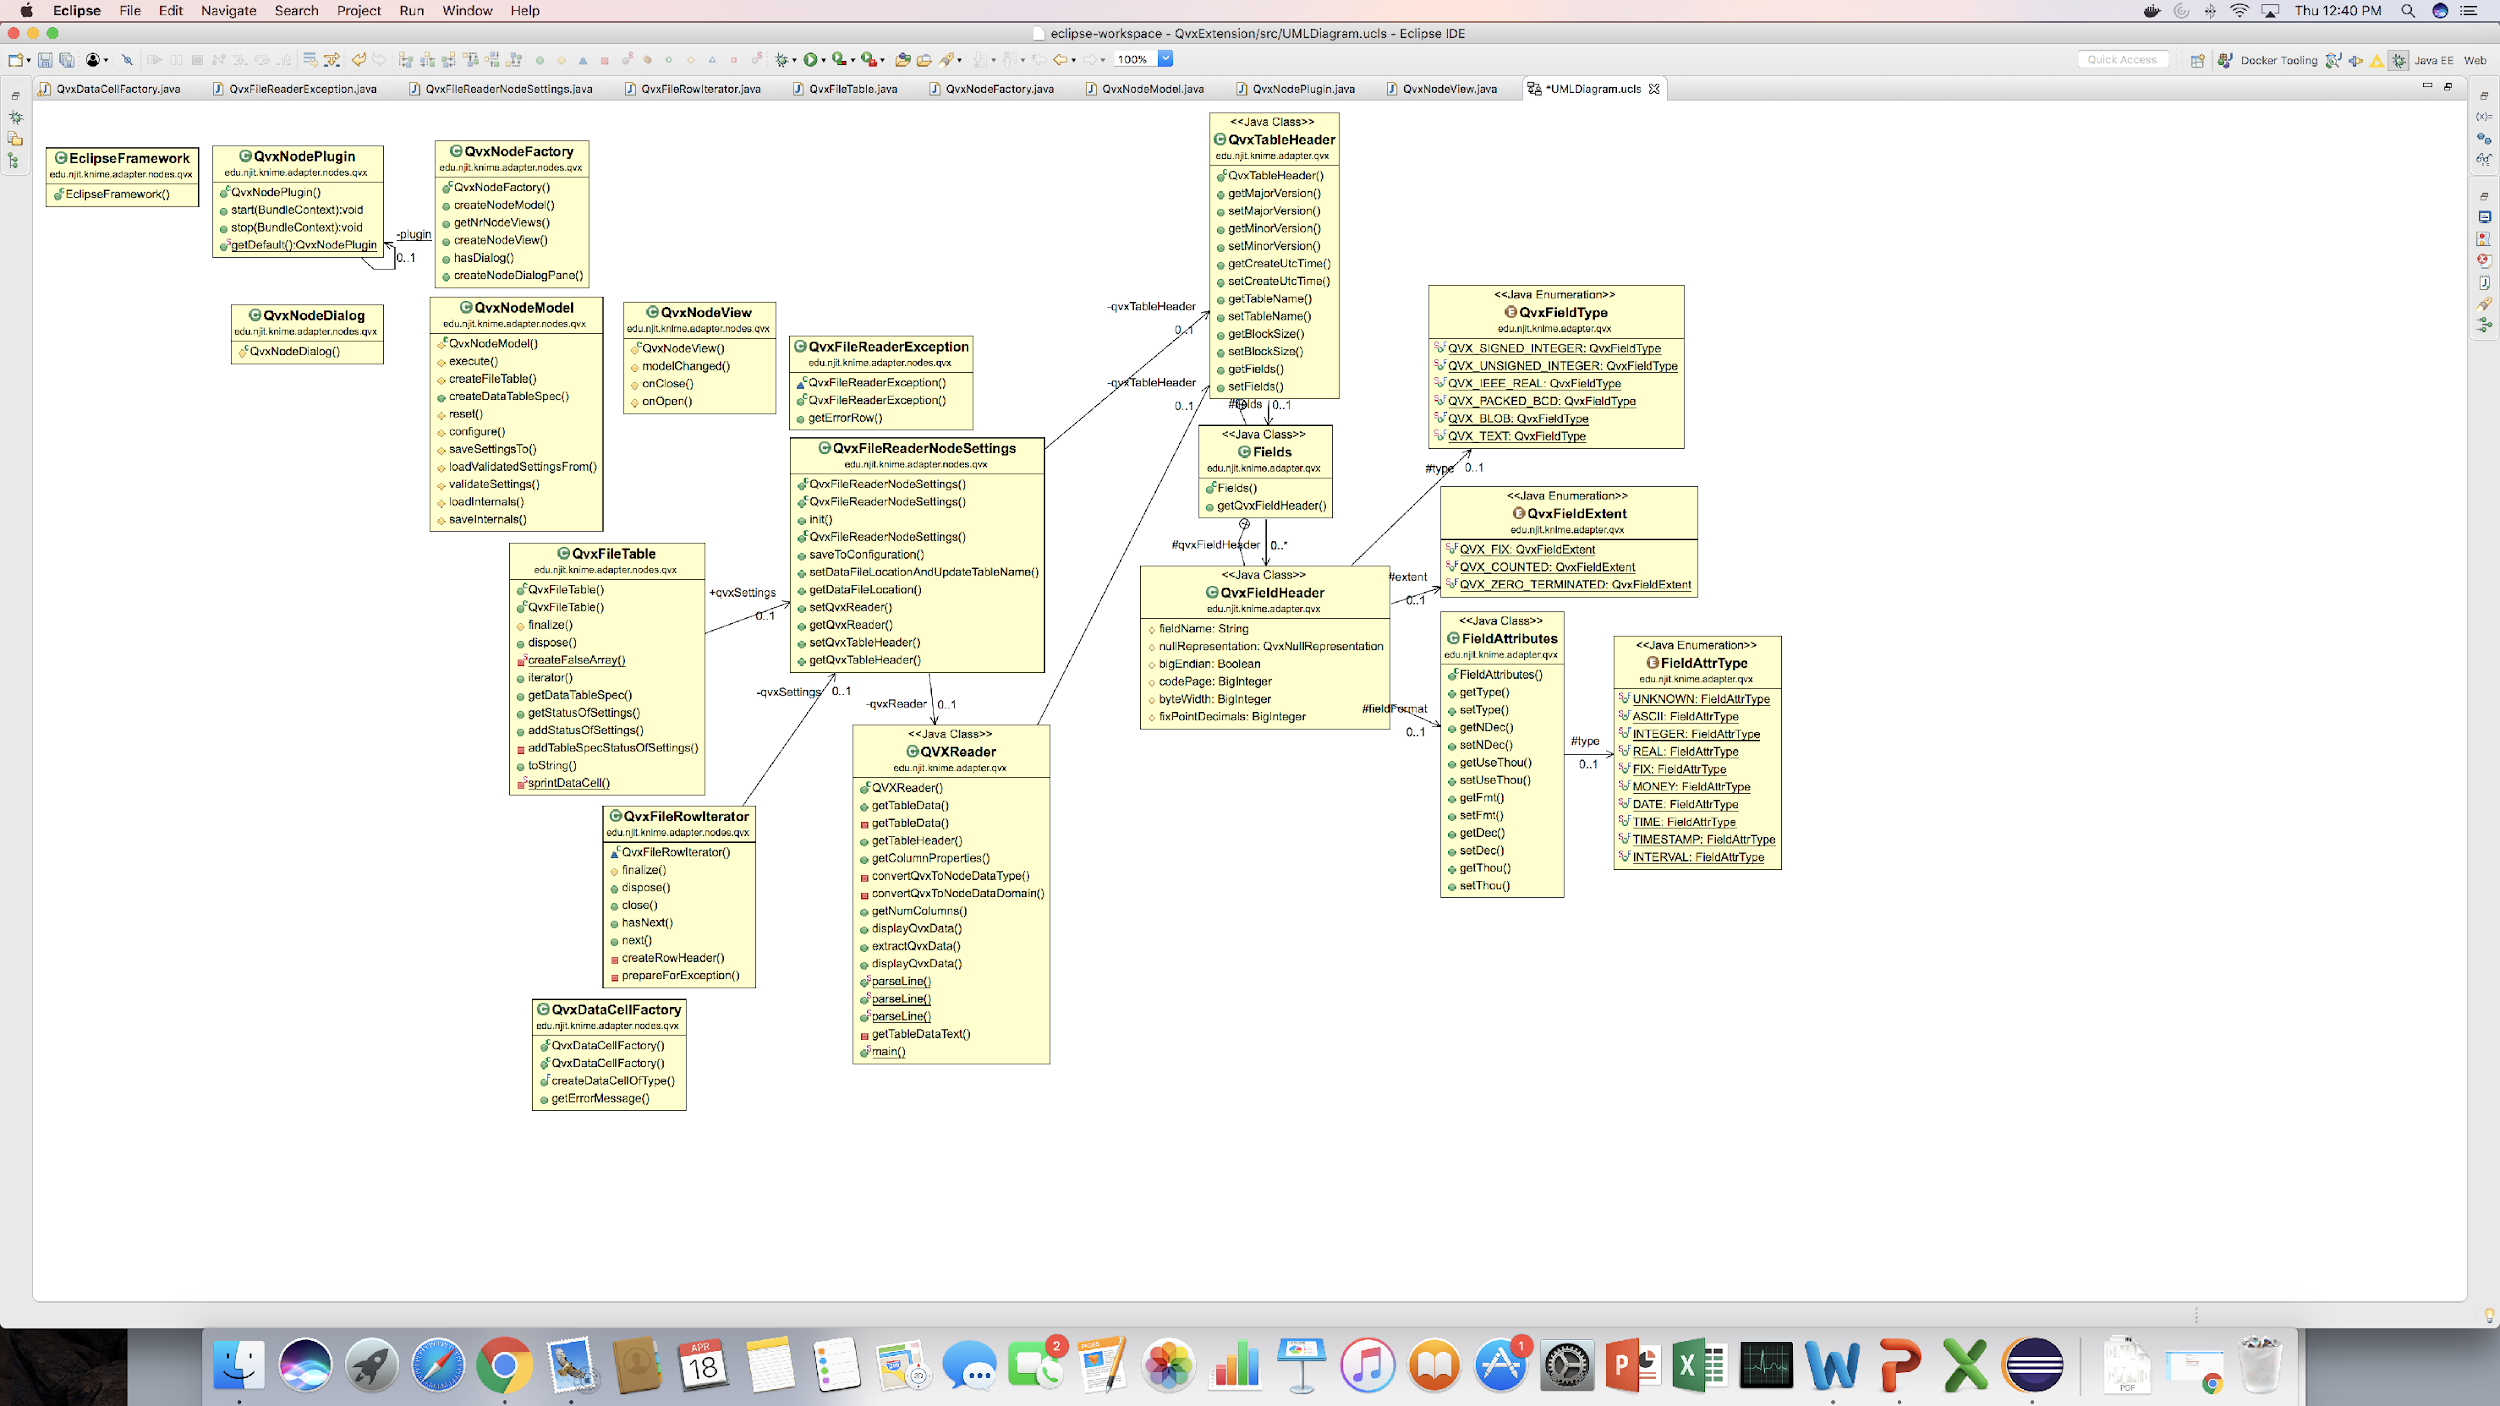 Eclipse File Edit Navigate Search Project Run Window Help
Thu 12:40 PM
eclipse-workspace - QvxExtension/src/UMLDiagram.ucls - Eclipse IDE
100%
Quick Access
Docker Tooling
Java EE
Web
QvxDataCellFactory.java
QvxFileReaderException.java
QvxFileReaderNodeSettings.java
QvxFileRowIterator.java
QvxFileTable.java
QvxNodeFactory.java
QvxNodeModel.java
QvxNodePlugin.java
QvxNodeView.java
*UMLDiagram.ucls
EclipseFramework
edu.njit.knime.adapter.nodes.qvx
EclipseFramework()
QvxNodePlugin
edu.njit.knime.adapter.nodes.qvx
QvxNodePlugin()
start(BundleContext):void
stop(BundleContext):void
getDefault():QvxNodePlugin
-plugin
0..1
QvxNodeFactory
edu.njit.knime.adapter.nodes.qvx
QvxNodeFactory()
createNodeModel()
getNrNodeViews()
createNodeView()
hasDialog()
createNodeDialogPane()
QvxNodeDialog
edu.njit.knime.adapter.nodes.qvx
QvxNodeDialog()
QvxNodeModel
edu.njit.knime.adapter.nodes.qvx
QvxNodeModel()
execute()
createFileTable()
createDataTableSpec()
reset()
configure()
saveSettingsTo()
loadValidatedSettingsFrom()
validateSettings()
loadInternals()
saveInternals()
QvxNodeView
edu.njit.knime.adapter.nodes.qvx
QvxNodeView()
modelChanged()
onClose()
onOpen()
QvxFileReaderException
edu.njit.knime.adapter.nodes.qvx
QvxFileReaderException()
QvxFileReaderException()
getErrorRow()
QvxFileReaderNodeSettings
edu.njit.knime.adapter.nodes.qvx
QvxFileReaderNodeSettings()
QvxFileReaderNodeSettings()
init()
QvxFileReaderNodeSettings()
saveToConfiguration()
setDataFileLocationAndUpdateTableName()
getDataFileLocation()
setQvxReader()
getQvxReader()
setQvxTableHeader()
getQvxTableHeader()
QvxFileTable
edu.njit.knime.adapter.nodes.qvx
QvxFileTable()
QvxFileTable()
finalize()
dispose()
createFalseArray()
iterator()
getDataTableSpec()
getStatusOfSettings()
addStatusOfSettings()
addTableSpecStatusOfSettings()
toString()
sprintDataCell()
+qvxSettings
0..1
-qvxSettings
0..1
-qvxReader
0..1
QvxFileRowIterator
edu.njit.knime.adapter.nodes.qvx
QvxFileRowIterator()
finalize()
dispose()
close()
hasNext()
next()
createRowHeader()
prepareForException()
QvxDataCellFactory
edu.njit.knime.adapter.nodes.qvx
QvxDataCellFactory()
QvxDataCellFactory()
createDataCellOfType()
getErrorMessage()
<<Java Class>>
QVXReader
edu.njit.knime.adapter.qvx
QVXReader()
getTableData()
getTableData()
getTableHeader()
getColumnProperties()
convertQvxToNodeDataType()
convertQvxToNodeDataDomain()
getNumColumns()
displayQvxData()
extractQvxData()
displayQvxData()
parseLine()
parseLine()
parseLine()
getTableDataText()
main()
-qvxTableHeader
0..1
-qvxTableHeader
0..1
<<Java Class>>
QvxTableHeader
edu.njit.knime.adapter.qvx
QvxTableHeader()
getMajorVersion()
setMajorVersion()
getMinorVersion()
setMinorVersion()
getCreateUtcTime()
setCreateUtcTime()
getTableName()
setTableName()
getBlockSize()
setBlockSize()
getFields()
setFields()
#fields
0..1
<<Java Class>>
Fields
edu.njit.knime.adapter.qvx
Fields()
getQvxFieldHeader()
#qvxFieldHeader
0..*
<<Java Class>>
QvxFieldHeader
edu.njit.knime.adapter.qvx
fieldName: String
nullRepresentation: QvxNullRepresentation
bigEndian: Boolean
codePage: BigInteger
byteWidth: BigInteger
fixPointDecimals: BigInteger
<<Java Enumeration>>
QvxFieldType
edu.njit.knime.adapter.qvx
QVX_SIGNED_INTEGER: QvxFieldType
QVX_UNSIGNED_INTEGER: QvxFieldType
QVX_IEEE_REAL: QvxFieldType
QVX_PACKED_BCD: QvxFieldType
QVX_BLOB: QvxFieldType
QVX_TEXT: QvxFieldType
#type
0..1
<<Java Enumeration>>
QvxFieldExtent
edu.njit.knime.adapter.qvx
QVX_FIX: QvxFieldExtent
QVX_COUNTED: QvxFieldExtent
QVX_ZERO_TERMINATED: QvxFieldExtent
#extent
0..1
#fieldFormat
0..1
<<Java Class>>
FieldAttributes
edu.njit.knime.adapter.qvx
FieldAttributes()
getType()
setType()
getNDec()
setNDec()
getUseThou()
setUseThou()
getFmt()
setFmt()
getDec()
setDec()
getThou()
setThou()
#type
0..1
<<Java Enumeration>>
FieldAttrType
edu.njit.knime.adapter.qvx
UNKNOWN: FieldAttrType
ASCII: FieldAttrType
INTEGER: FieldAttrType
REAL: FieldAttrType
FIX: FieldAttrType
MONEY: FieldAttrType
DATE: FieldAttrType
TIME: FieldAttrType
TIMESTAMP: FieldAttrType
INTERVAL: FieldAttrType
APR
18
2
1
PDF